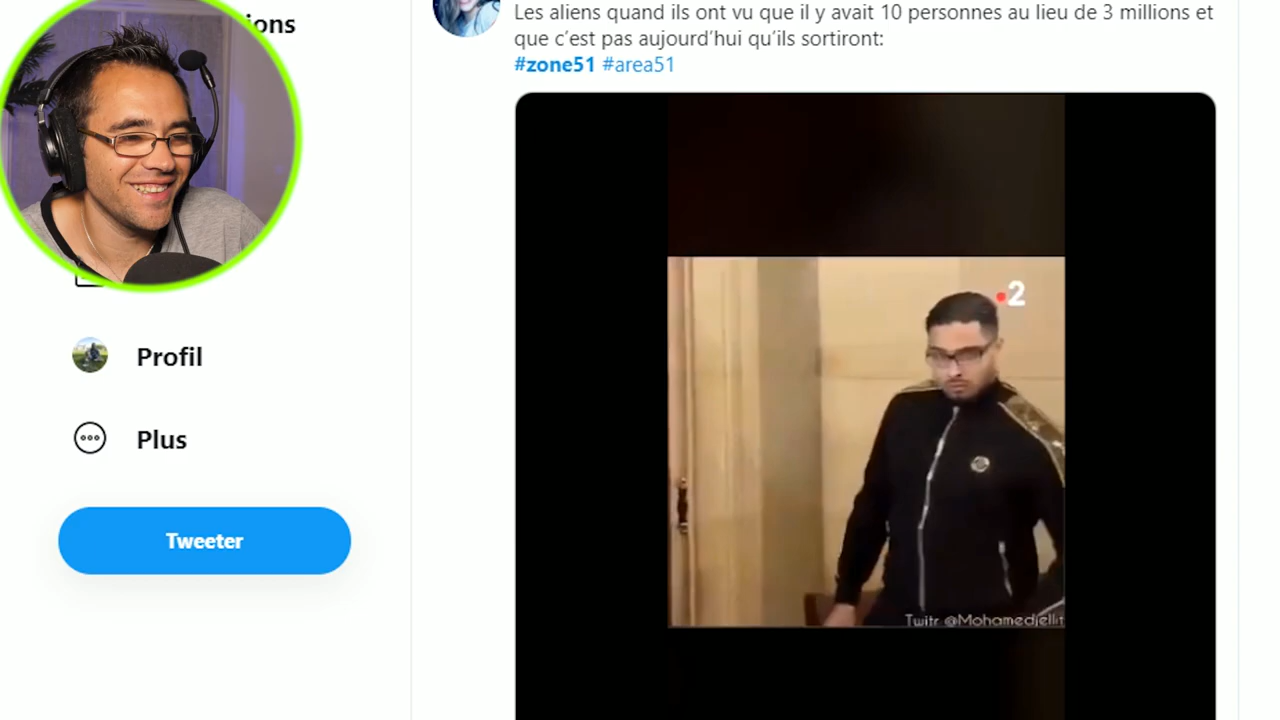 ions
Les aliens quand ils ont vu que il y avait 10 personnes au lieu de 3 millions et
que c’est pas aujourd’hui qu’ils sortiront:
#zone51 #area51
2
Profil
Plus
Tweeter
Twitr @Mohamedjellit